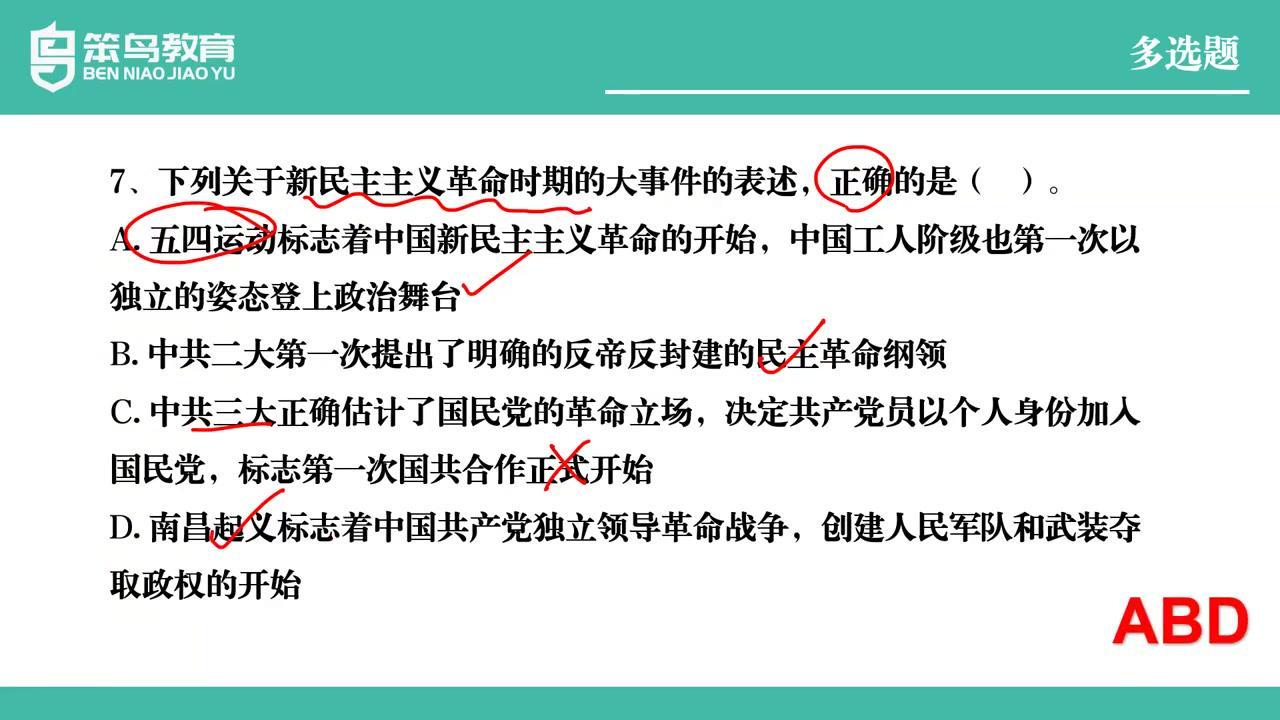 笨鸟教育
BEN NIAO JIAO YU
多选题
7、下列关于新民主主义革命时期的大事件的表述，正确的是（　）。
A. 五四运动标志着中国新民主主义革命的开始，中国工人阶级也第一次以
独立的姿态登上政治舞台
B. 中共二大第一次提出了明确的反帝反封建的民主革命纲领
C. 中共三大正确估计了国民党的革命立场，决定共产党员以个人身份加入
国民党，标志第一次国共合作正式开始
D. 南昌起义标志着中国共产党独立领导革命战争，创建人民军队和武装夺
取政权的开始
ABD